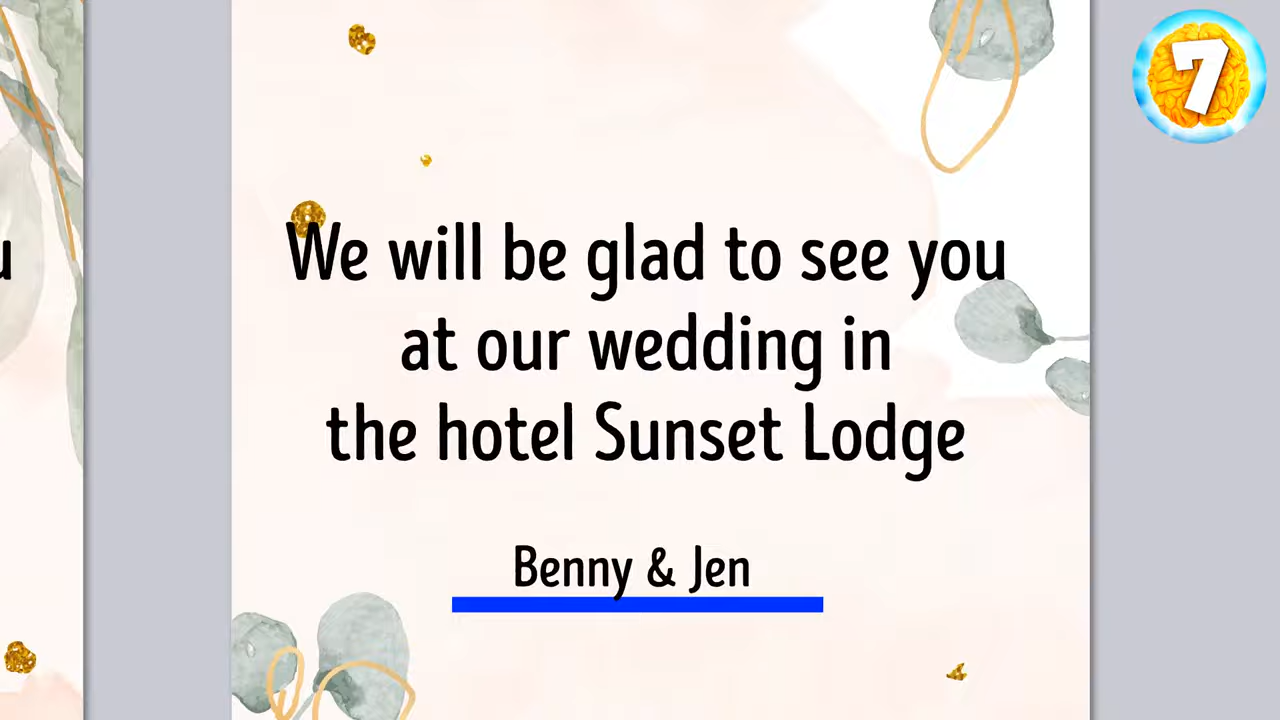 7
u
We will be glad to see you
at our wedding in
the hotel Sunset Lodge
Benny & Jen